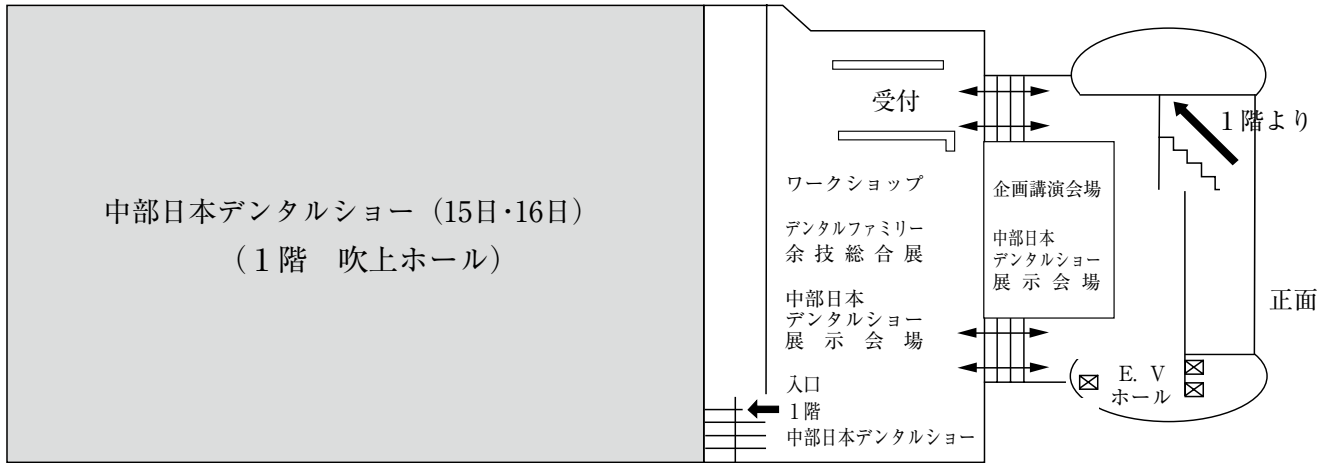 中部日本デンタルショー（15日･16日）
（１階　吹上ホール）
受付
ワークショップ
デンタルファミリー
余技総合展
中部日本
デンタルショー
展示会場
入口
１階
中部日本デンタルショー
企画講演会場
中部日本
デンタルショー
展示会場
１階より
正面
E. V
ホール